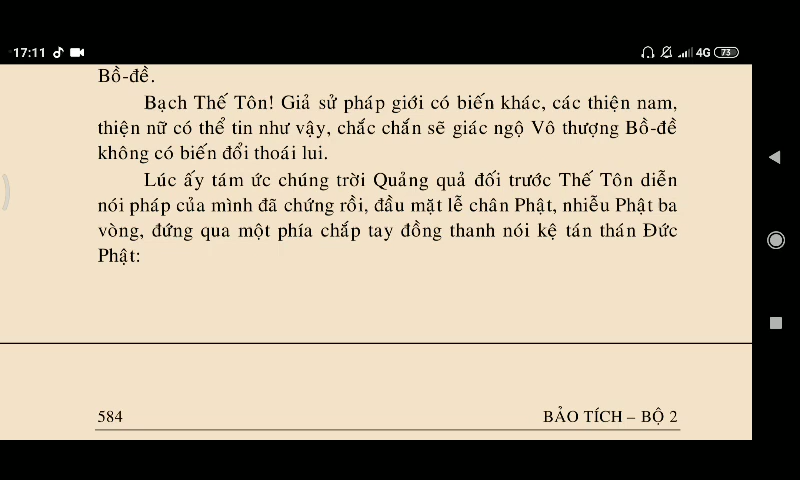 17:11 4G 73
Bồ-đề.
Bạch Thế Tôn! Giả sử pháp giới có biến khác, các thiện nam,
thiện nữ có thể tin như vậy, chắc chắn sẽ giác ngộ Vô thượng Bồ-đề
không có biến đổi thoái lui.
Lúc ấy tám ức chúng trời Quảng quả đối trước Thế Tôn diễn
nói pháp của mình đã chứng rồi, đầu mặt lễ chân Phật, nhiễu Phật ba
vòng, đứng qua một phía chắp tay đồng thanh nói kệ tán thán Đức
Phật:
584 BẢO TÍCH – BỘ 2